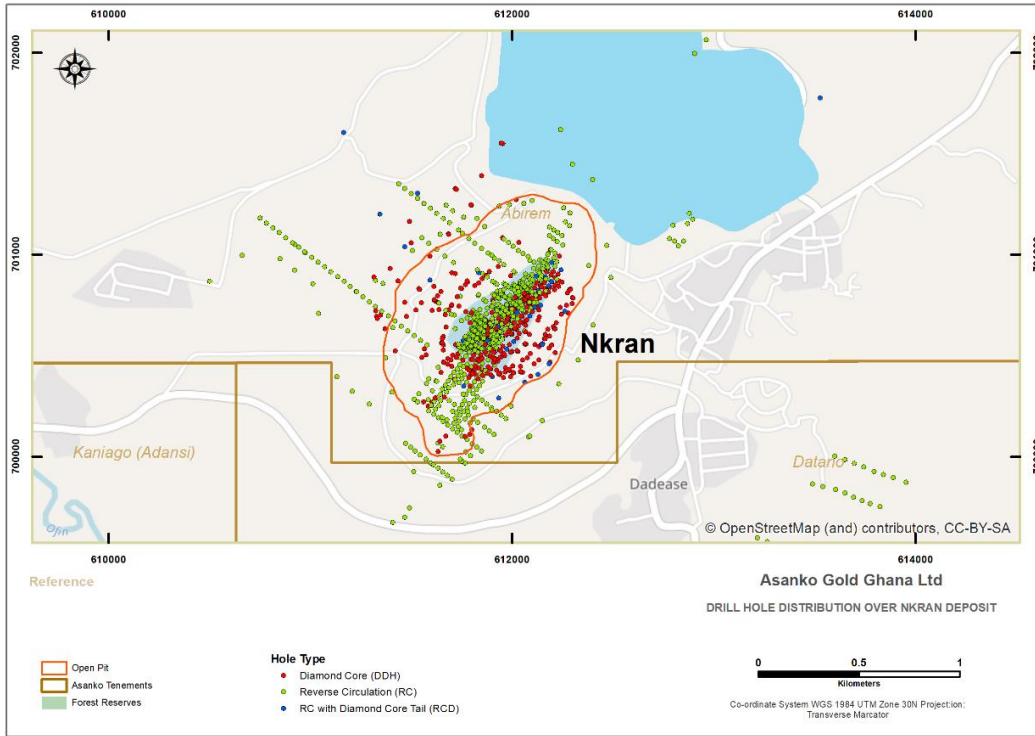 610000 612000 614000
702000
701000
700000
Abirem
Nkran
Kaniago (Adansi)
Datano
Dadease
Ofin
© OpenStreetMap (and) contributors, CC-BY-SA
610000 612000 614000
Reference
Asanko Gold Ghana Ltd
DRILL HOLE DISTRIBUTION OVER NKRAN DEPOSIT
Open Pit
Asanko Tenements
Forest Reserves
Hole Type
Diamond Core (DDH)
Reverse Circulation (RC)
RC with Diamond Core Tail (RCD)
0 0.5 1
Kilometers
Co-ordinate System WGS 1984 UTM Zone 30N Projection:
Transverse Marcator